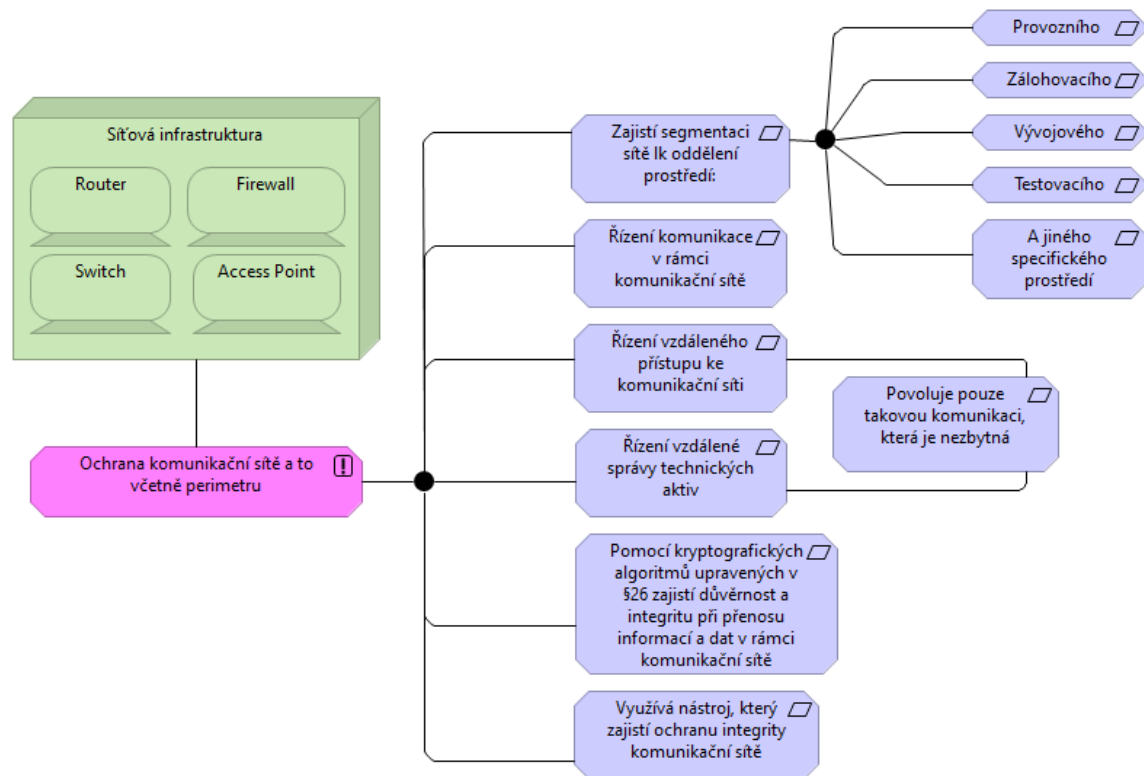 Síťová infrastruktura
Router
Firewall
Switch
Access Point
Ochrana komunikační sítě a to
včetně perimetru
Zajistí segmentaci
sítě Ik oddělení
prostředí:
Provozního
Zálohovacího
Vývojového
Testovacího
A jiného
specifického
prostředí
Řízení komunikace
v rámci
komunikační sítě
Řízení vzdáleného
přístupu ke
komunikační síti
Řízení vzdálené
správy technických
aktiv
Povoluje pouze
takovou komunikaci,
která je nezbytná
Pomocí kryptografických
algoritmů upravených v
§26 zajistí důvěrnost a
integritu při přenosu
informací a dat v rámci
komunikační sítě
Využívá nástroj, který
zajistí ochranu integrity
komunikační sítě